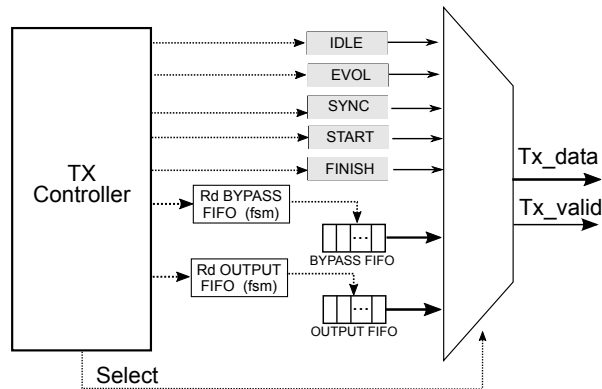 IDLE
EVOL
SYNC
START
FINISH
TX
Controller
Rd BYPASS
FIFO (fsm)
BYPASS FIFO
Rd OUTPUT
FIFO (fsm)
OUTPUT FIFO
Tx_data
Tx_valid
Select